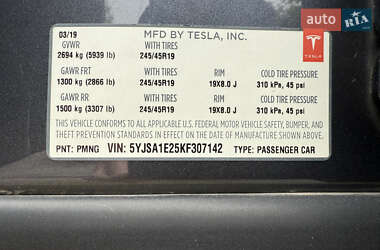 AUTO RIA
03/19 MFD BY TESLA, INC.
GVWR WITH TIRES
2694 kg (5939 lb) 245/45R19
TESLA
GAWR FRT WITH TIRES RIM COLD TIRE PRESSURE
1300 kg (2866 lb) 245/45R19 19X8.0 J 310 kPa, 45 psi
GAWR RR WITH TIRES RIM COLD TIRE PRESSURE
1500 kg (3307 lb) 245/45R19 19X8.0 J 310 kPa, 45 psi
THIS VEHICLE CONFORMS TO ALL APPLICABLE U.S. FEDERAL MOTOR VEHICLE SAFETY, BUMPER, AND
THEFT PREVENTION STANDARDS IN EFFECT ON THE DATE OF MANUFACTURE SHOWN ABOVE.
PNT: PMNG VIN: 5YJSA1E25KF307142 TYPE: PASSENGER CAR